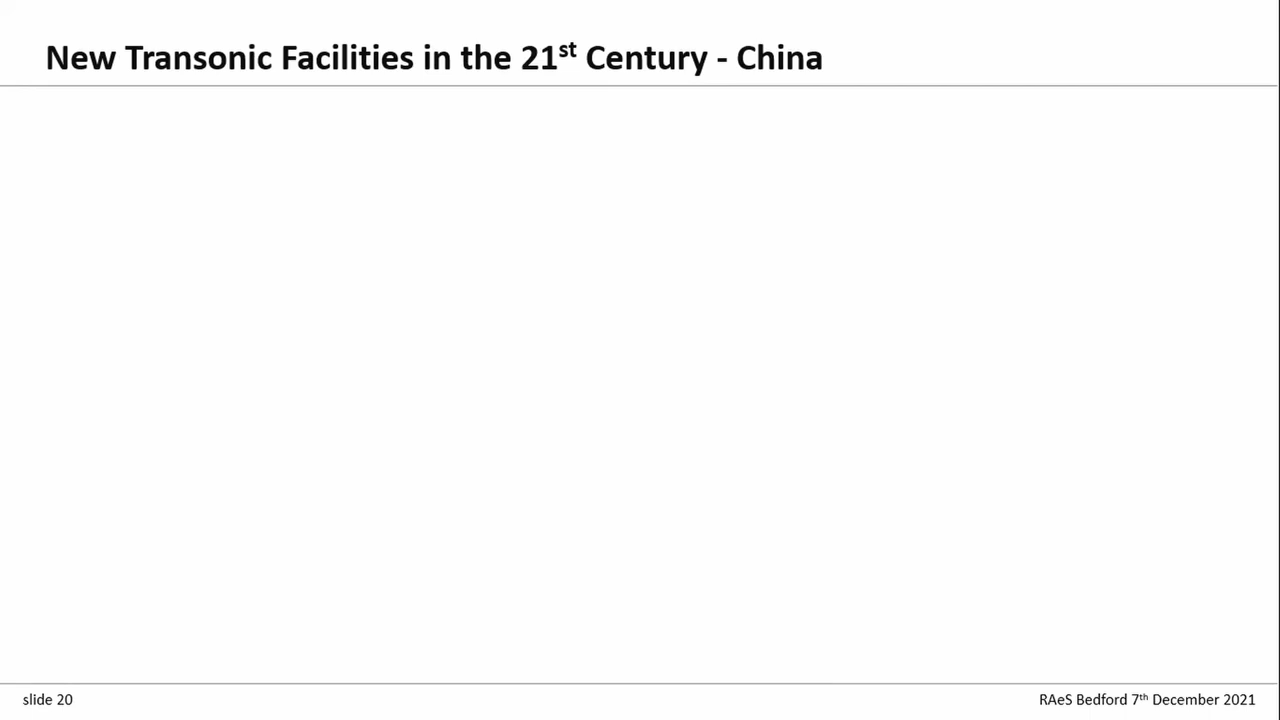 New Transonic Facilities in the 21st Century - China
slide 20
RAeS Bedford 7th December 2021